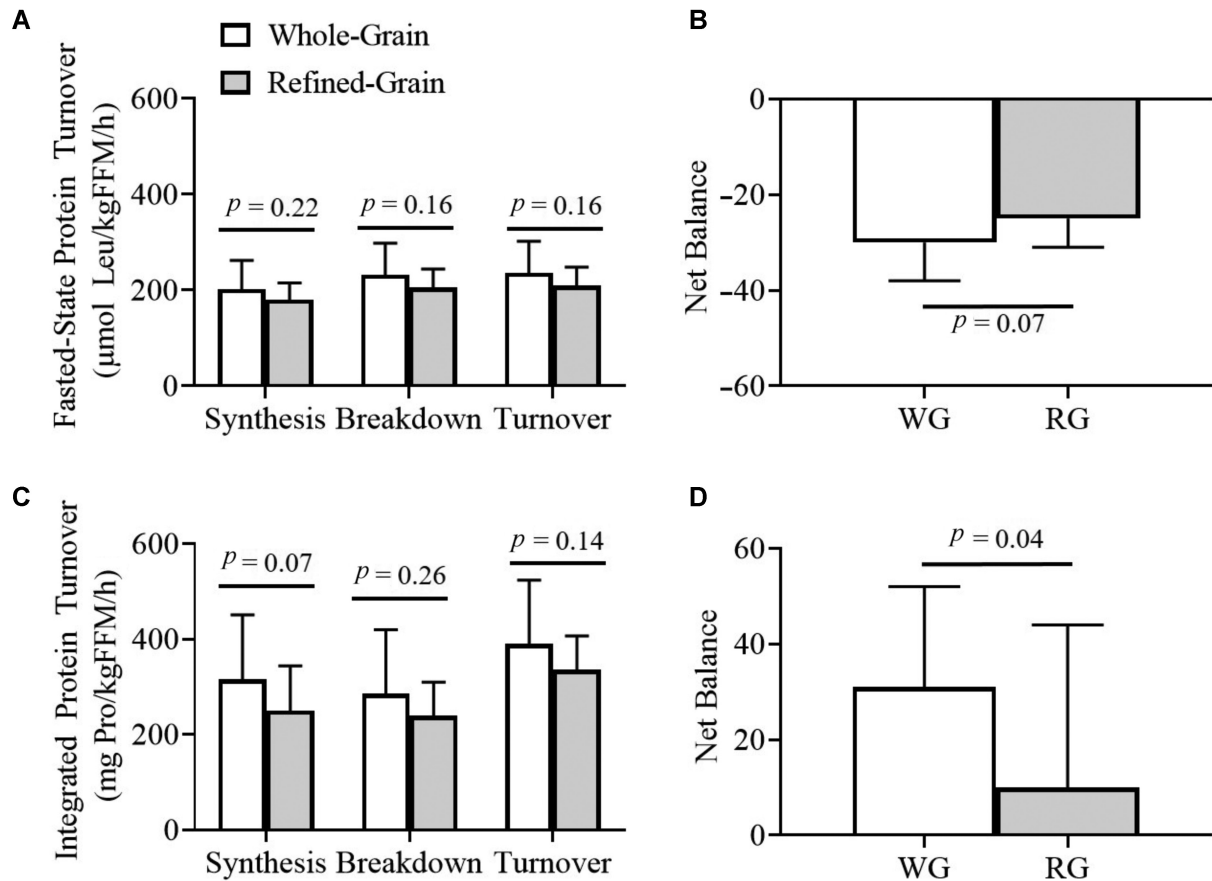 A
Whole-Grain
Refined-Grain
Fasted-State Protein Turnover
(µmol Leu/kgFFM/h)
600
400
200
0
p = 0.22
p = 0.16
p = 0.16
Synthesis Breakdown Turnover
B
Net Balance
0
−20
−40
−60
p = 0.07
WG RG
C
Integrated Protein Turnover
(mg Pro/kgFFM/h)
600
400
200
0
p = 0.07
p = 0.26
p = 0.14
Synthesis Breakdown Turnover
D
Net Balance
60
40
20
0
p = 0.04
WG RG